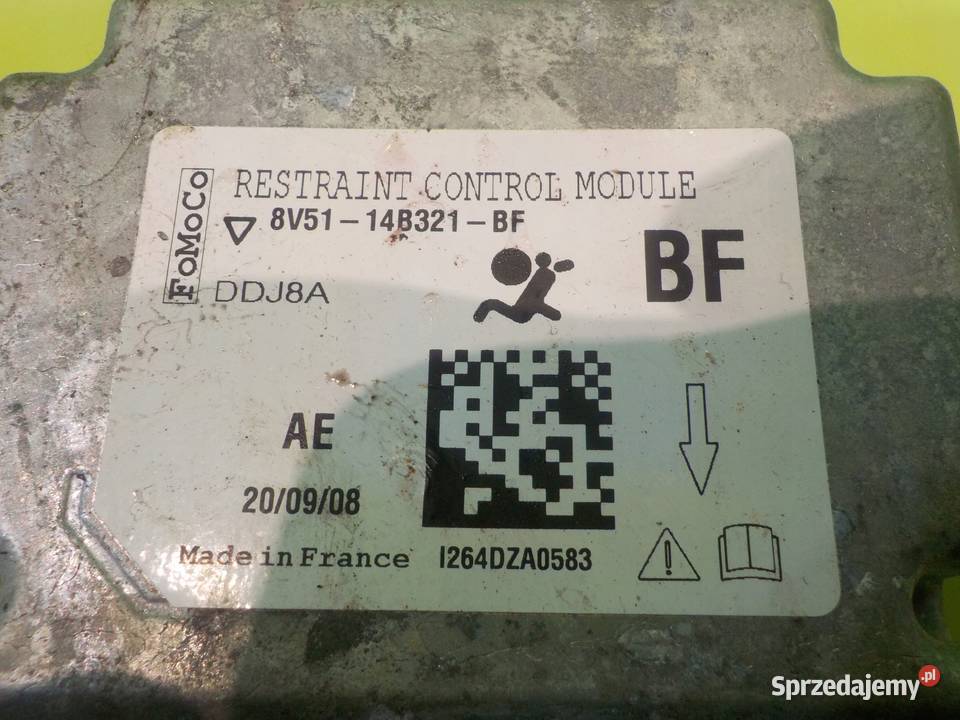 FoMoCo
RESTRAINT CONTROL MODULE
8V51-14B321-BF
BF
DDJ8A
AE
20/09/08
Made in France
I264DZA0583
Sprzedajemy.pl